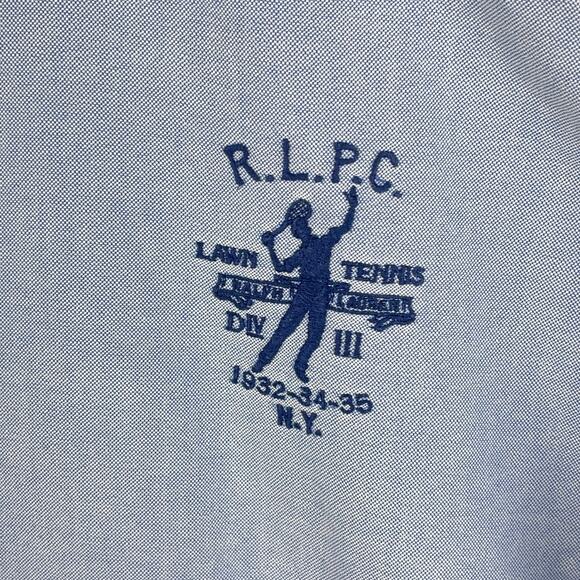 R.L.P.C.
LAWN TENNIS
RALPH LAUREN
DIV III
1932-34-35
N.Y.